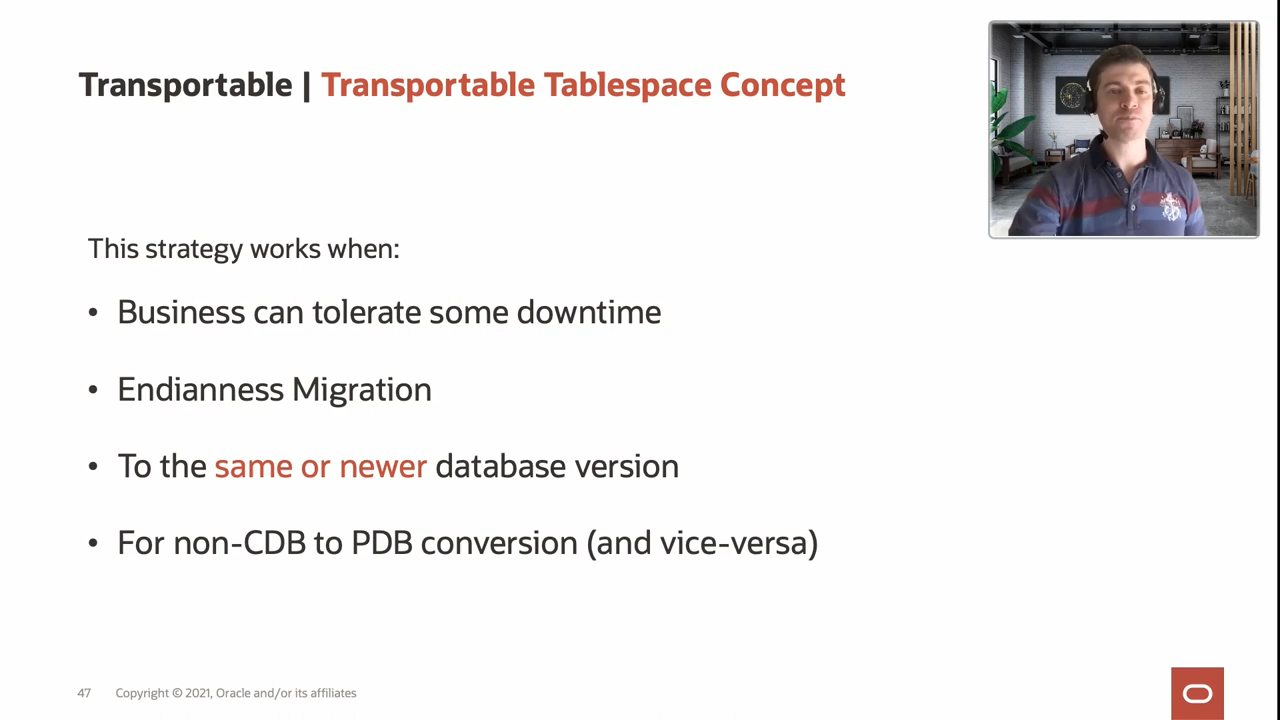 Transportable | Transportable Tablespace Concept
This strategy works when:
• Business can tolerate some downtime
• Endianness Migration
• To the same or newer database version
• For non-CDB to PDB conversion (and vice-versa)
47 Copyright © 2021, Oracle and/or its affiliates